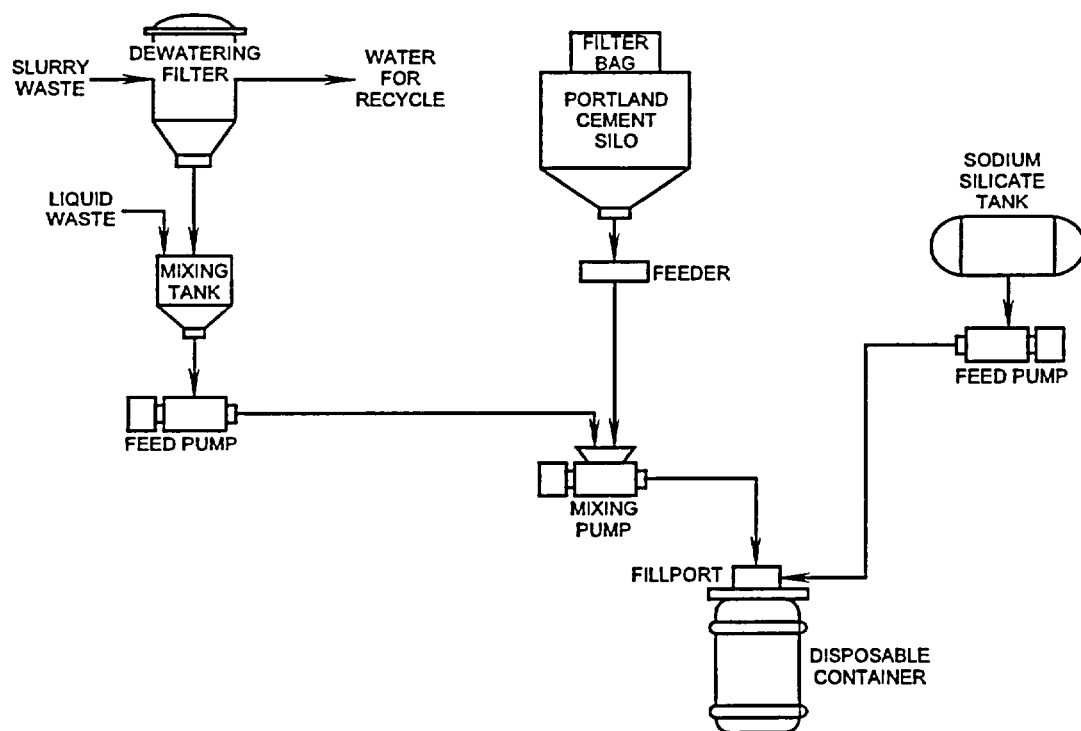 DEWATERING
FILTER
SLURRY
WASTE
WATER
FOR
RECYCLE
FILTER
BAG
PORTLAND
CEMENT
SILO
SODIUM
SILICATE
TANK
LIQUID
WASTE
MIXING
TANK
FEEDER
FEED PUMP
FEED PUMP
MIXING
PUMP
FILLPORT
DISPOSABLE
CONTAINER